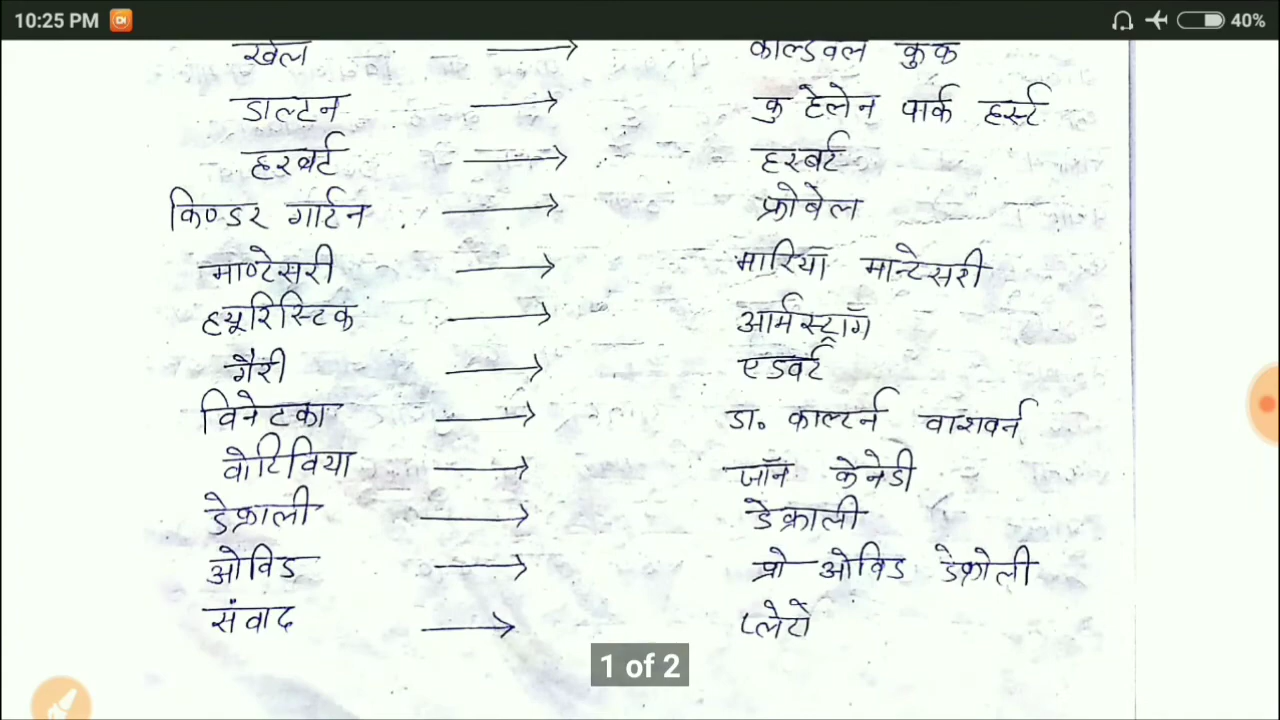 10:25 PM 40%
खेल → काल्डवेल कुक
डाल्टन → कु हेलेन पार्क हर्स्ट
हरबर्ट → हरबर्ट
किण्डर गार्टन → फ्रोबेल
माण्टेसरी → मारिया मान्टेसरी
ह्यूरिस्टिक → आर्मस्ट्रॉग
गैरी → एडवर्ट
विनेटका → डा. काल्टर्न वाशवर्न
वोटिविया → जॉन केनेडी
डेक्राली → डेक्राली
ओविड → प्रो ओविड डेक्रोली
संवाद → प्लेटो
1 of 2